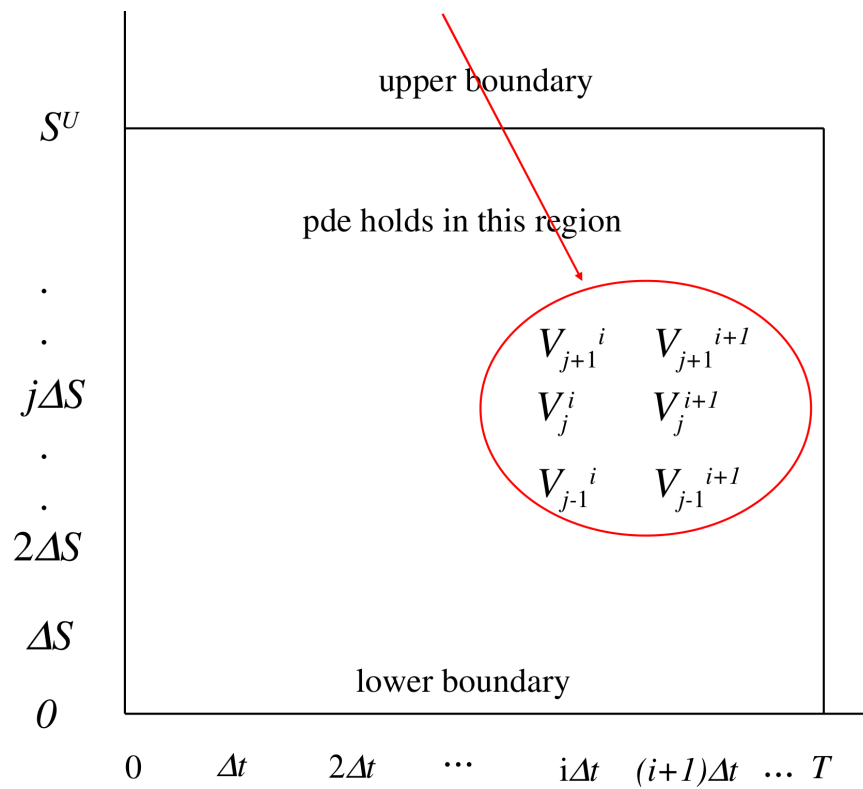 upper boundary
S^U
pde holds in this region
.
.
V_{j+1}^i V_{j+1}^{i+1}
jΔS V_j^i V_j^{i+1}
.
V_{j-1}^i V_{j-1}^{i+1}
.
2ΔS
ΔS
lower boundary
0
0 Δt 2Δt ... iΔt (i+1)Δt ... T